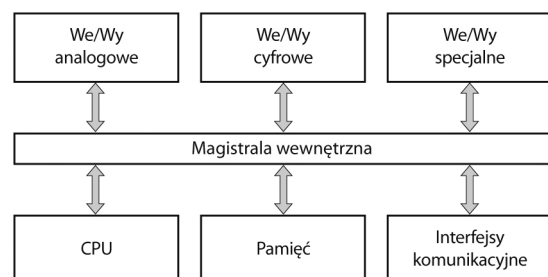 We/Wy
analogowe
We/Wy
cyfrowe
We/Wy
specjalne
Magistrala wewnętrzna
CPU
Pamięć
Interfejsy
komunikacyjne